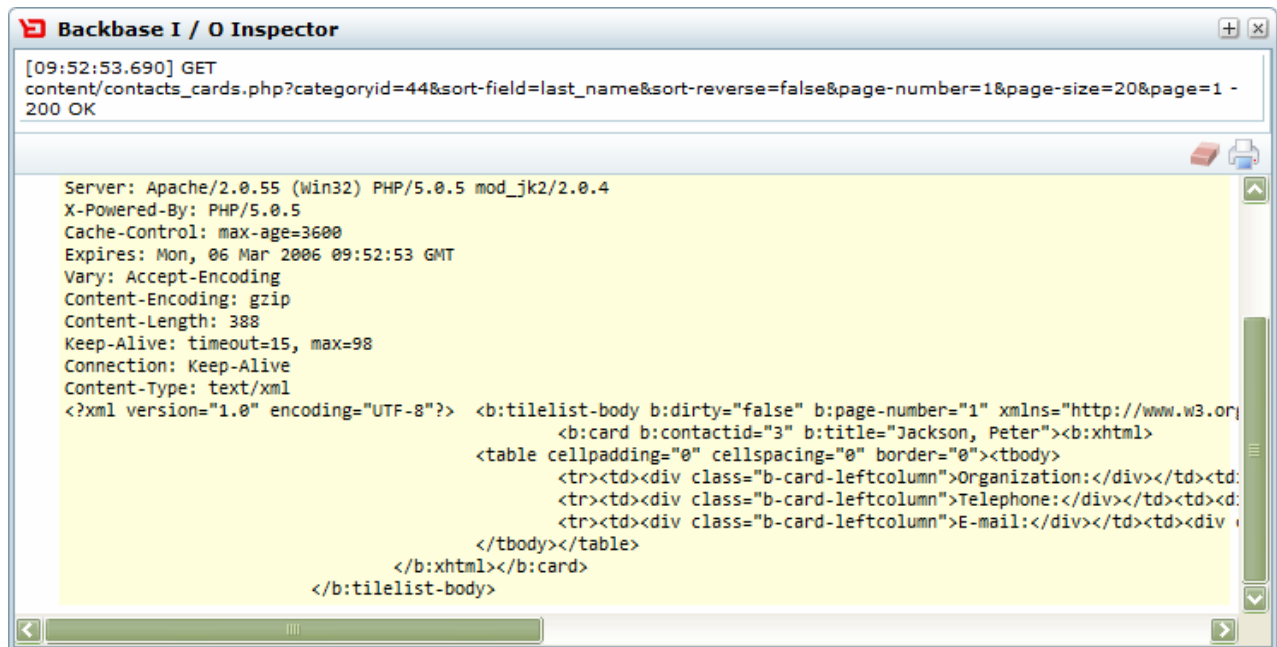 Backbase I / O Inspector
[09:52:53.690] GET
content/contacts_cards.php?categoryid=44&sort-field=last_name&sort-reverse=false&page-number=1&page-size=20&page=1 -
200 OK
Server: Apache/2.0.55 (Win32) PHP/5.0.5 mod_jk2/2.0.4
X-Powered-By: PHP/5.0.5
Cache-Control: max-age=3600
Expires: Mon, 06 Mar 2006 09:52:53 GMT
Vary: Accept-Encoding
Content-Encoding: gzip
Content-Length: 388
Keep-Alive: timeout=15, max=98
Connection: Keep-Alive
Content-Type: text/xml
<?xml version="1.0" encoding="UTF-8"?> <b:tilelist-body b:dirty="false" b:page-number="1" xmlns="http://www.w3.org
<b:card b:contactid="3" b:title="Jackson, Peter"><b:xhtml>
<table cellpadding="0" cellspacing="0" border="0"><tbody>
<tr><td><div class="b-card-leftcolumn">Organization:</div></td><td
<tr><td><div class="b-card-leftcolumn">Telephone:</div></td><td><d
<tr><td><div class="b-card-leftcolumn">E-mail:</div></td><td><div
</tbody></table>
</b:xhtml></b:card>
</b:tilelist-body>